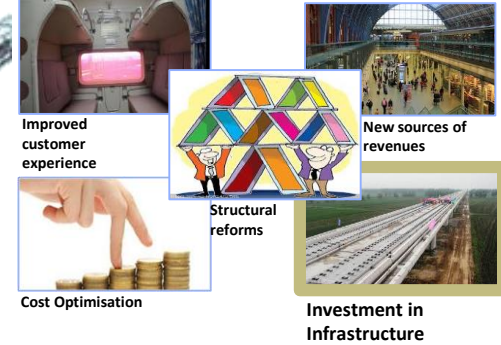 Improved
customer
experience
New sources of
revenues
Structural
reforms
Cost Optimisation
Investment in
Infrastructure